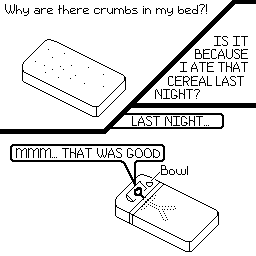 Why are there crumbs in my bed?!
IS IT
BECAUSE
I ATE THAT
CEREAL LAST
NIGHT?
LAST NIGHT...
MMM... THAT WAS GOOD
Bowl